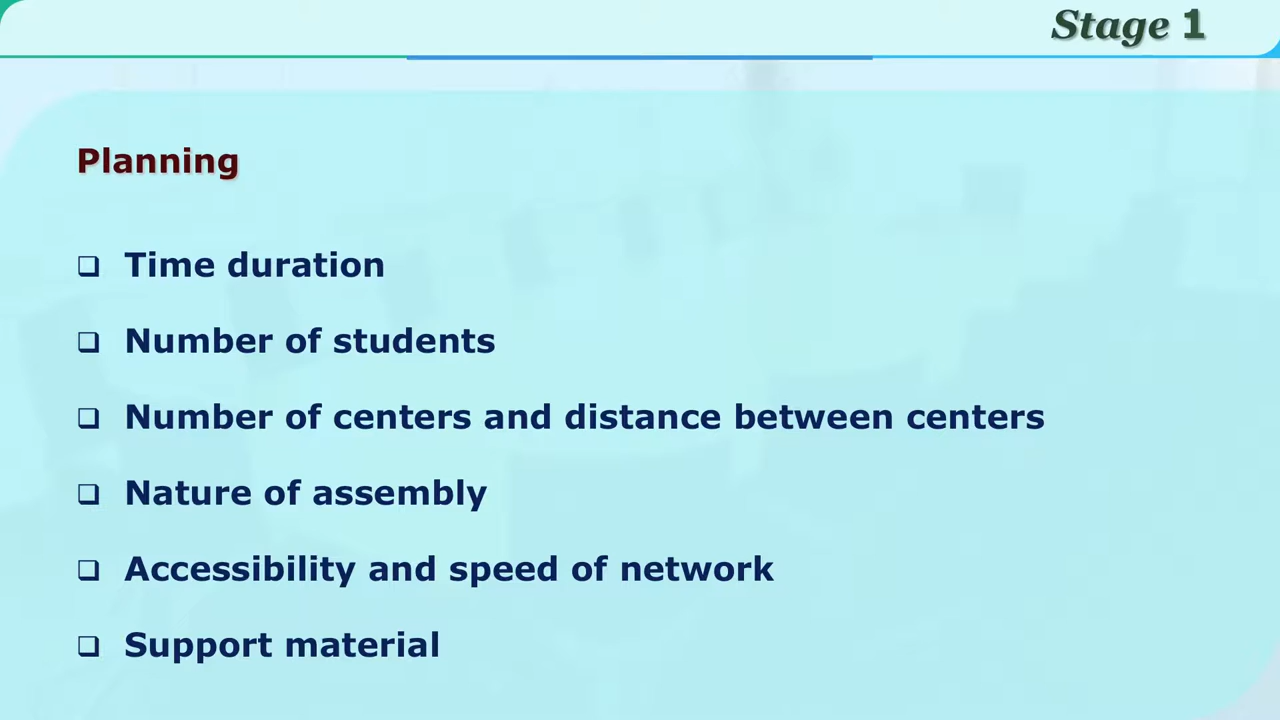 Stage 1
Planning
❑ Time duration
❑ Number of students
❑ Number of centers and distance between centers
❑ Nature of assembly
❑ Accessibility and speed of network
❑ Support material